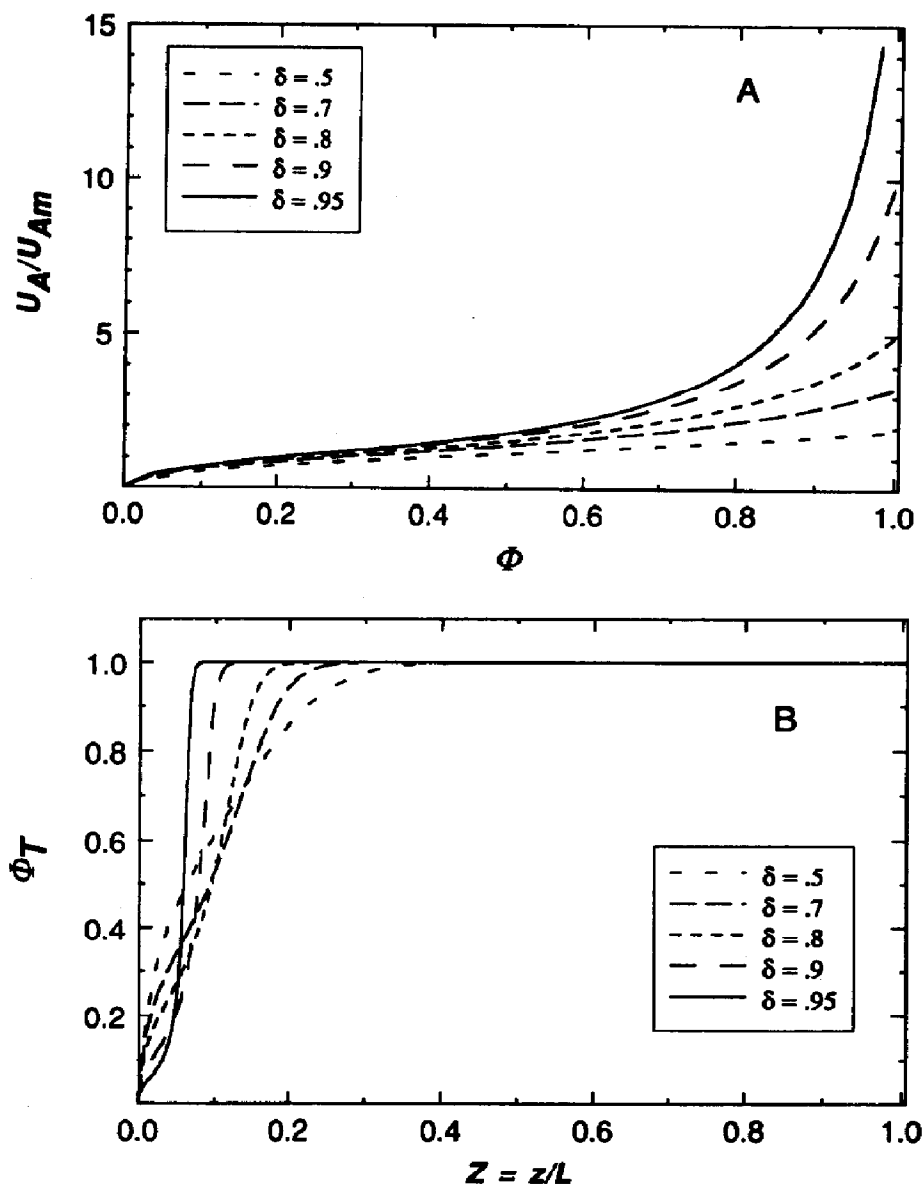 15
10
5
U_A/U_Am
δ = .5
δ = .7
δ = .8
δ = .9
δ = .95
A
0.0 0.2 0.4 0.6 0.8 1.0
Φ
1.0
0.8
0.6
0.4
0.2
Φ_T
B
δ = .5
δ = .7
δ = .8
δ = .9
δ = .95
0.0 0.2 0.4 0.6 0.8 1.0
Z = z/L